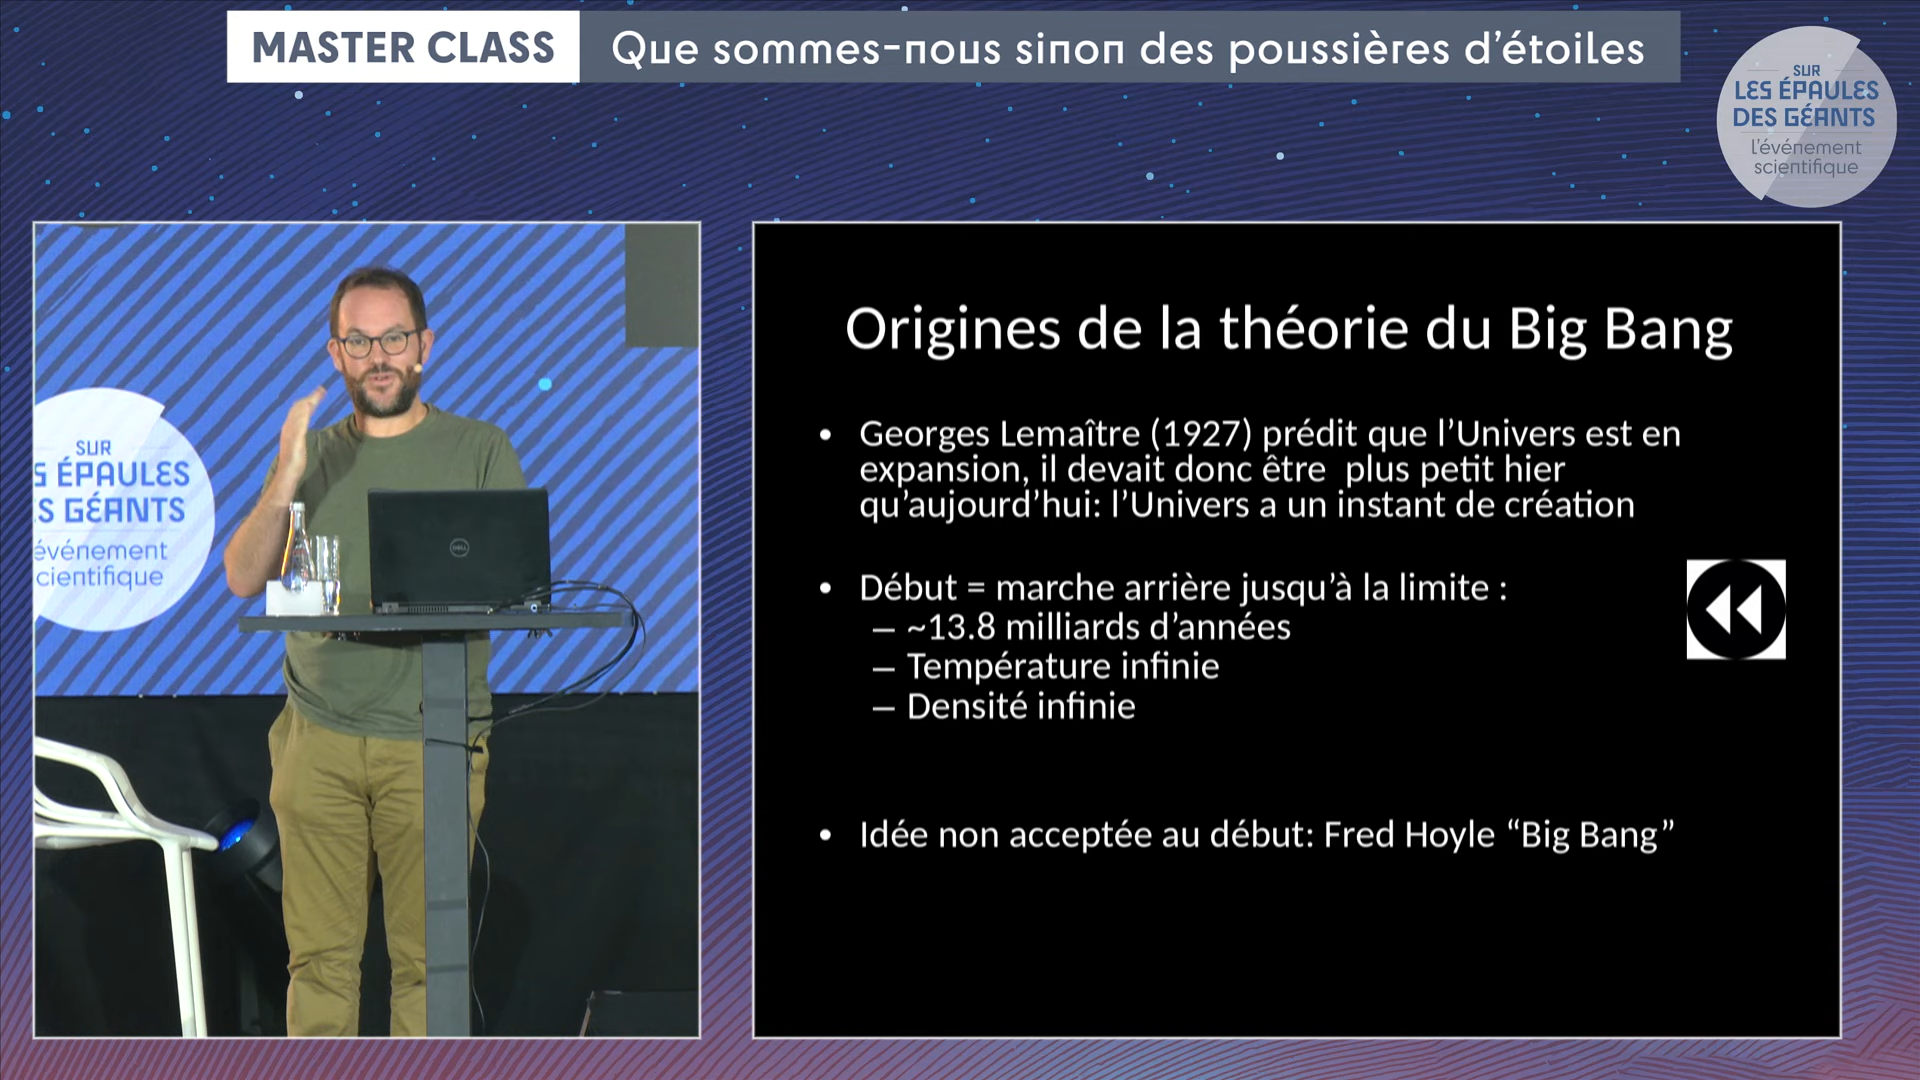 MASTER CLASS Que sommes-nous sinon des poussières d'étoiles
SUR
LES ÉPAULES
DES GÉANTS
l'événement
scientifique
SUR
S ÉPAULES
S GÉANTS
événement
cientifique
DELL
Origines de la théorie du Big Bang
• Georges Lemaître (1927) prédit que l'Univers est en
expansion, il devait donc être plus petit hier
qu'aujourd'hui: l'Univers a un instant de création
• Début = marche arrière jusqu'à la limite :
– ~13.8 milliards d'années
– Température infinie
– Densité infinie
• Idée non acceptée au début: Fred Hoyle “Big Bang”